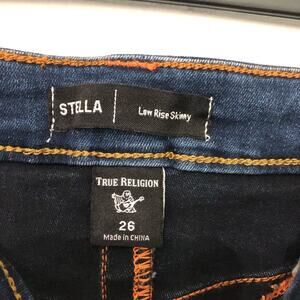 STELLA
Low Rise Skinny
TRUE RELIGION
26
Made in CHINA